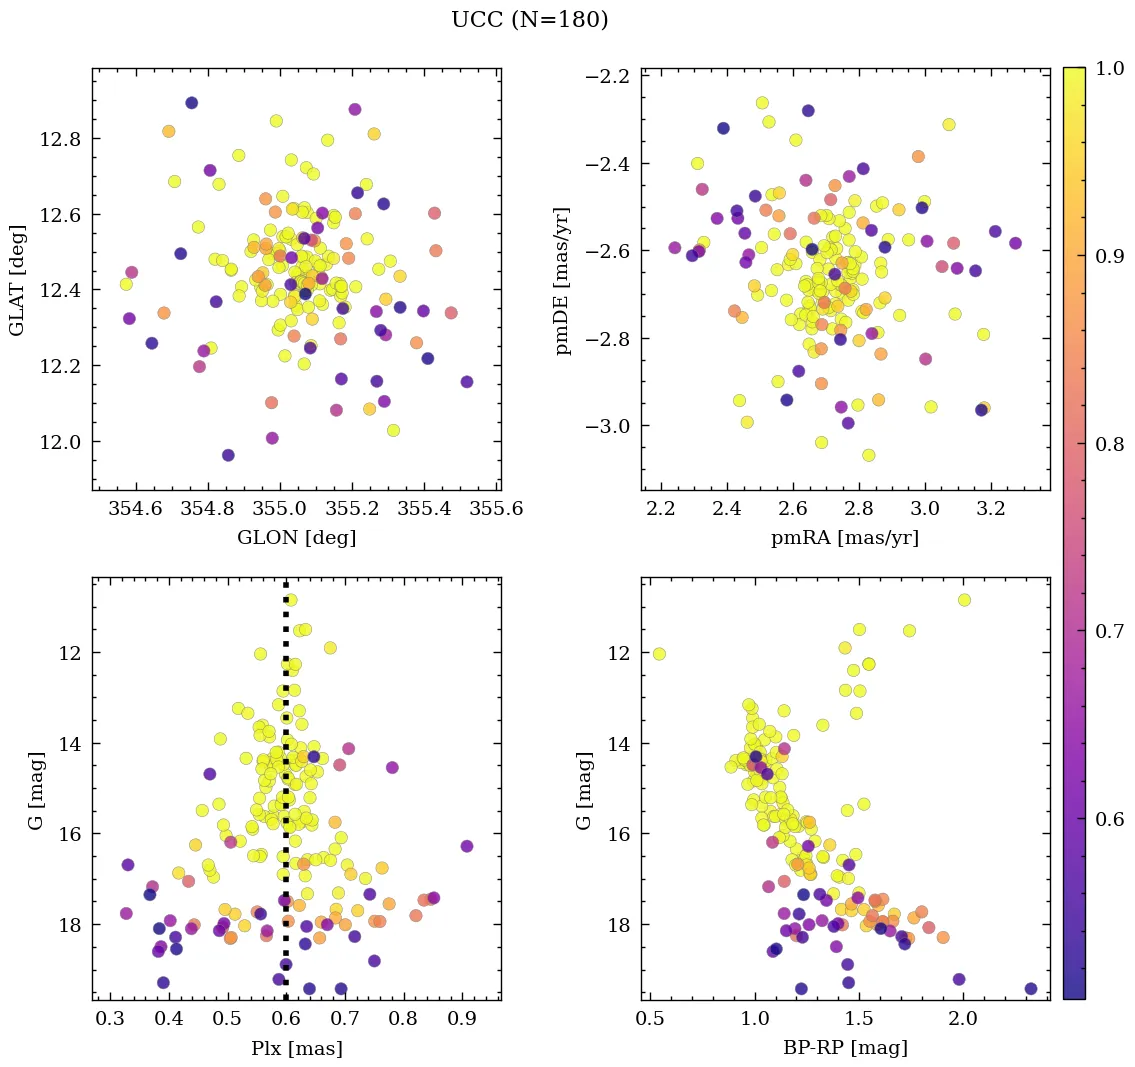 UCC (N=180)
12.8
12.6
12.4
12.2
12.0
GLAT [deg]
354.6 354.8 355.0 355.2 355.4 355.6
GLON [deg]
−2.2
−2.4
−2.6
−2.8
−3.0
pmDE [mas/yr]
2.2 2.4 2.6 2.8 3.0 3.2
pmRA [mas/yr]
1.0
0.9
0.8
0.7
0.6
12
14
16
18
G [mag]
0.3 0.4 0.5 0.6 0.7 0.8 0.9
Plx [mas]
12
14
16
18
G [mag]
0.5 1.0 1.5 2.0
BP-RP [mag]